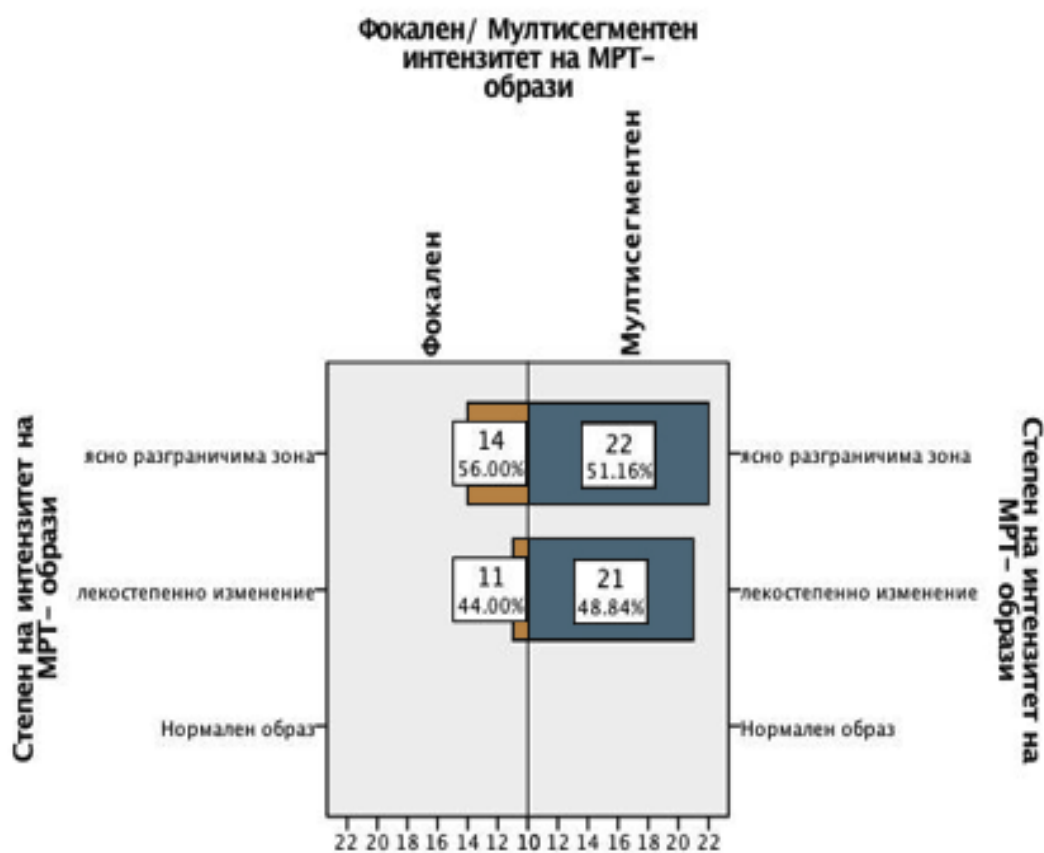 Фокален/ Мултисегментен
интензитет на МРТ–
образи
Фокален
Мултисегментен
Степен на интензитет на
МРТ– образи
ясно разграничима зона
14
56.00%
22
51.16%
ясно разграничима зона
лекостепенно изменение
11
44.00%
21
48.84%
лекостепенно изменение
Нормален образ
Нормален образ
Степен на интензитет на
МРТ– образи
22 20 18 16 14 12 10 12 14 16 18 20 22